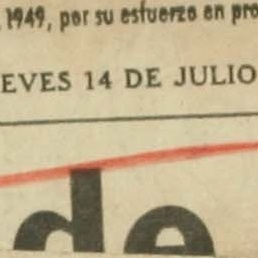 1949, por su esfuerzo en pro
EVES 14 DE JULIO
de